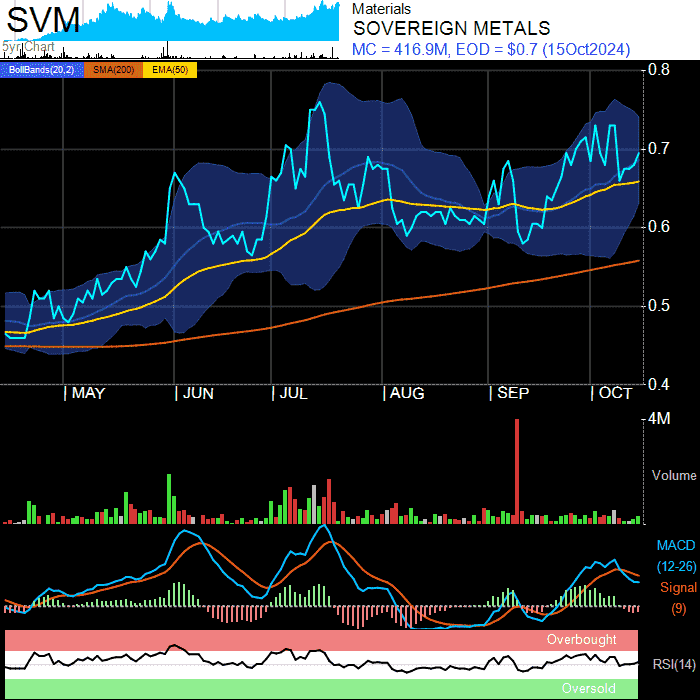 SVM
5yr Chart
Materials
SOVEREIGN METALS
MC = 416.9M, EOD = $0.7 (15Oct2024)
BollBands(20,2) SMA(200) EMA(50)
0.8
0.7
0.6
0.5
0.4
MAY JUN JUL AUG SEP OCT
4M
Volume
MACD
(12-26)
Signal
(9)
Overbought
RSI(14)
Oversold